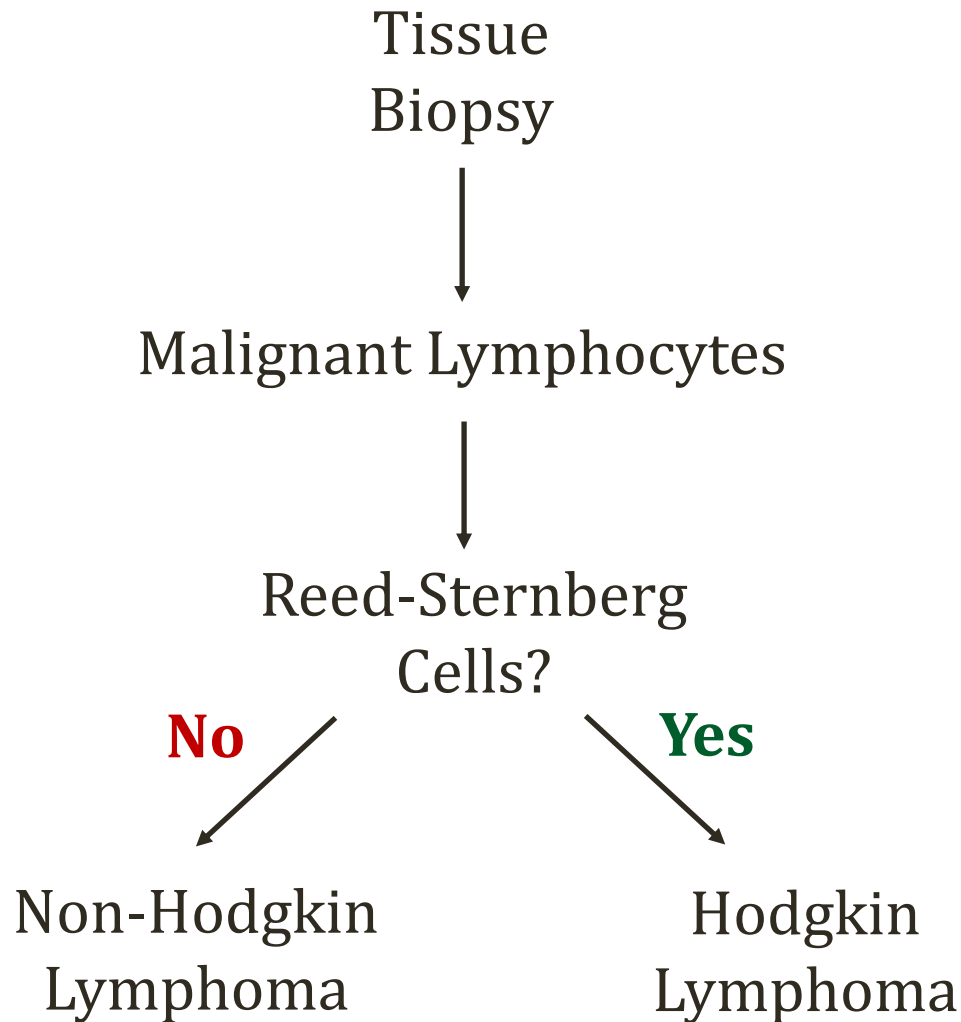 Tissue
Biopsy
Malignant Lymphocytes
Reed-Sternberg
Cells?
No
Yes
Non-Hodgkin
Lymphoma
Hodgkin
Lymphoma